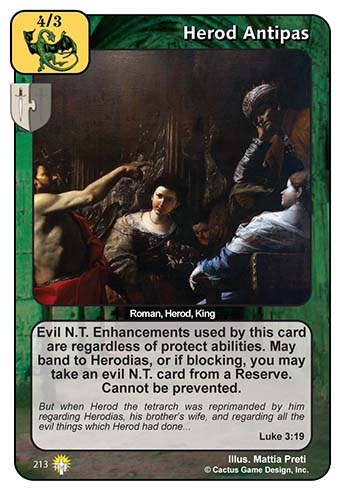 4/3
Herod Antipas
Roman, Herod, King
Evil N.T. Enhancements used by this card
are regardless of protect abilities. May
band to Herodias, or if blocking, you may
take an evil N.T. card from a Reserve.
Cannot be prevented.
But when Herod the tetrarch was reprimanded by him
regarding Herodias, his brother's wife, and regarding all the
evil things which Herod had done...
Luke 3:19
213
Illus. Mattia Preti
© Cactus Game Design, Inc.